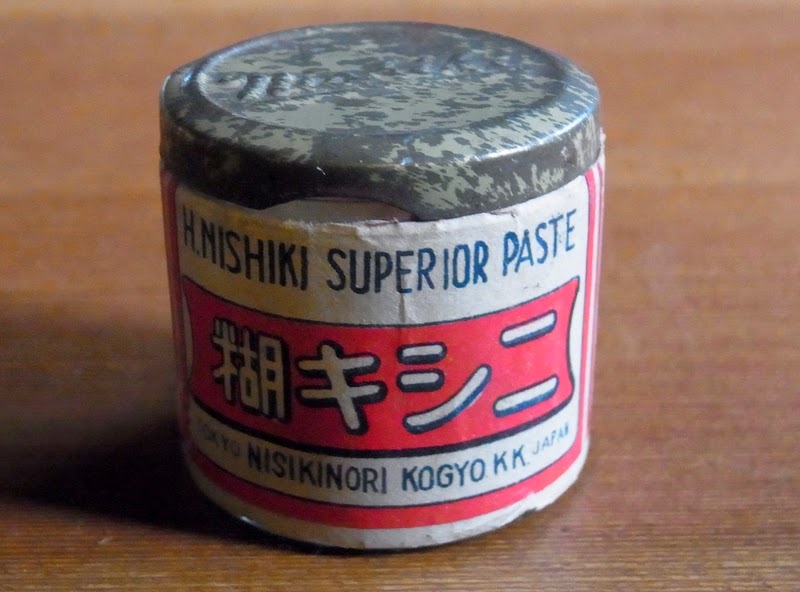 H.NISHIKI SUPERIOR PASTE
ニシキ糊
TOKYO NISIKINORI KOGYO K.K. JAPAN